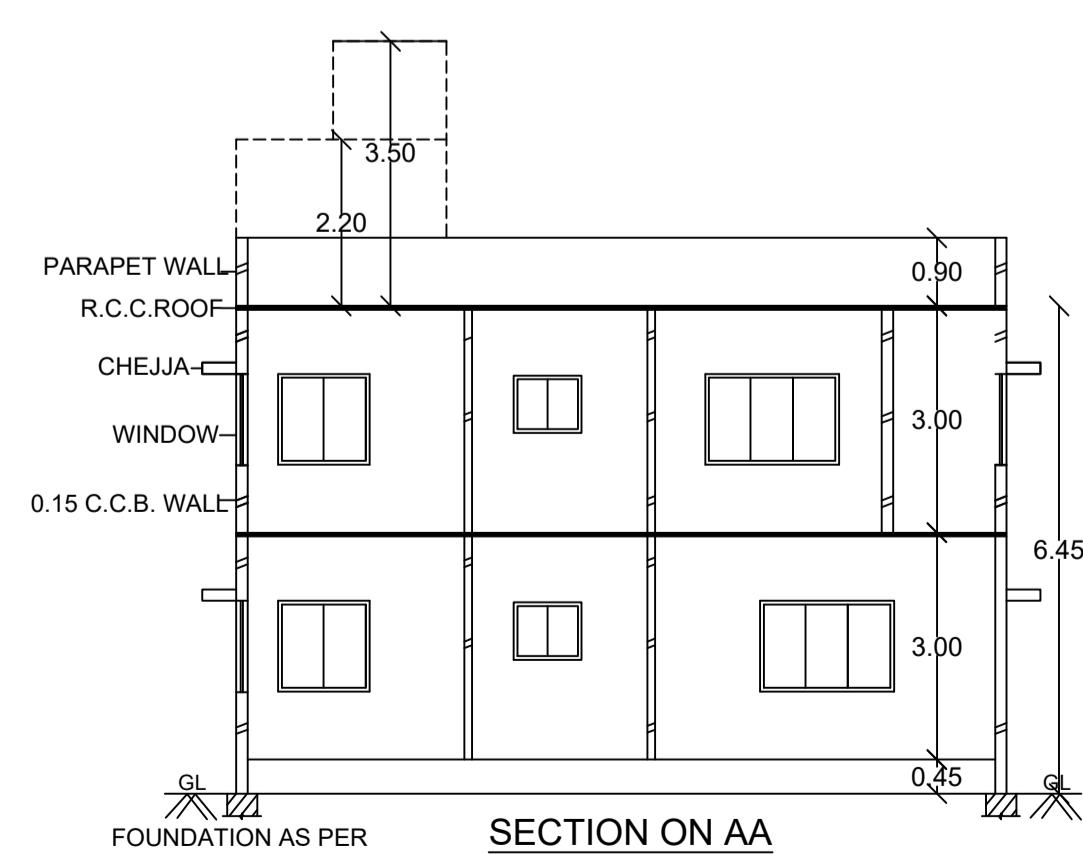 3.50
2.20
PARAPET WALL
0.90
R.C.C.ROOF
CHEJJA
WINDOW
3.00
0.15 C.C.B. WALL
6.45
3.00
0.45
GL
GL
FOUNDATION AS PER
SECTION ON AA